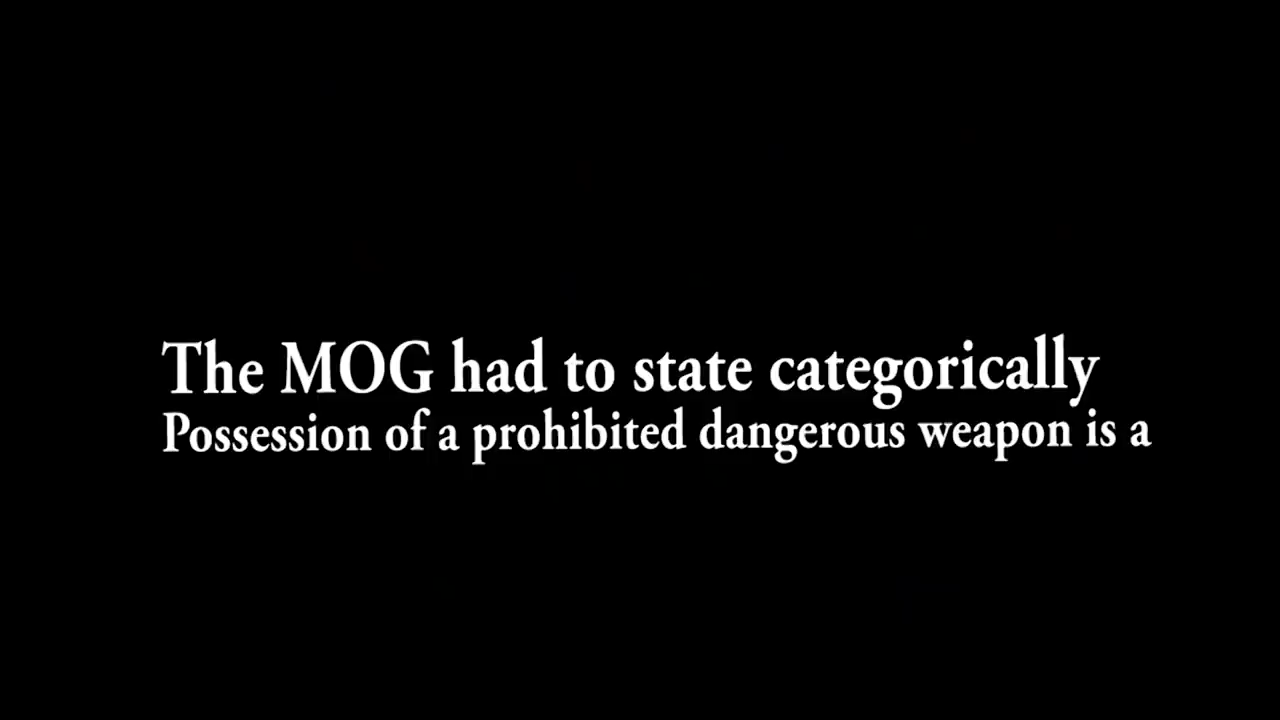 The MOG had to state categorically
Possession of a prohibited dangerous weapon is a